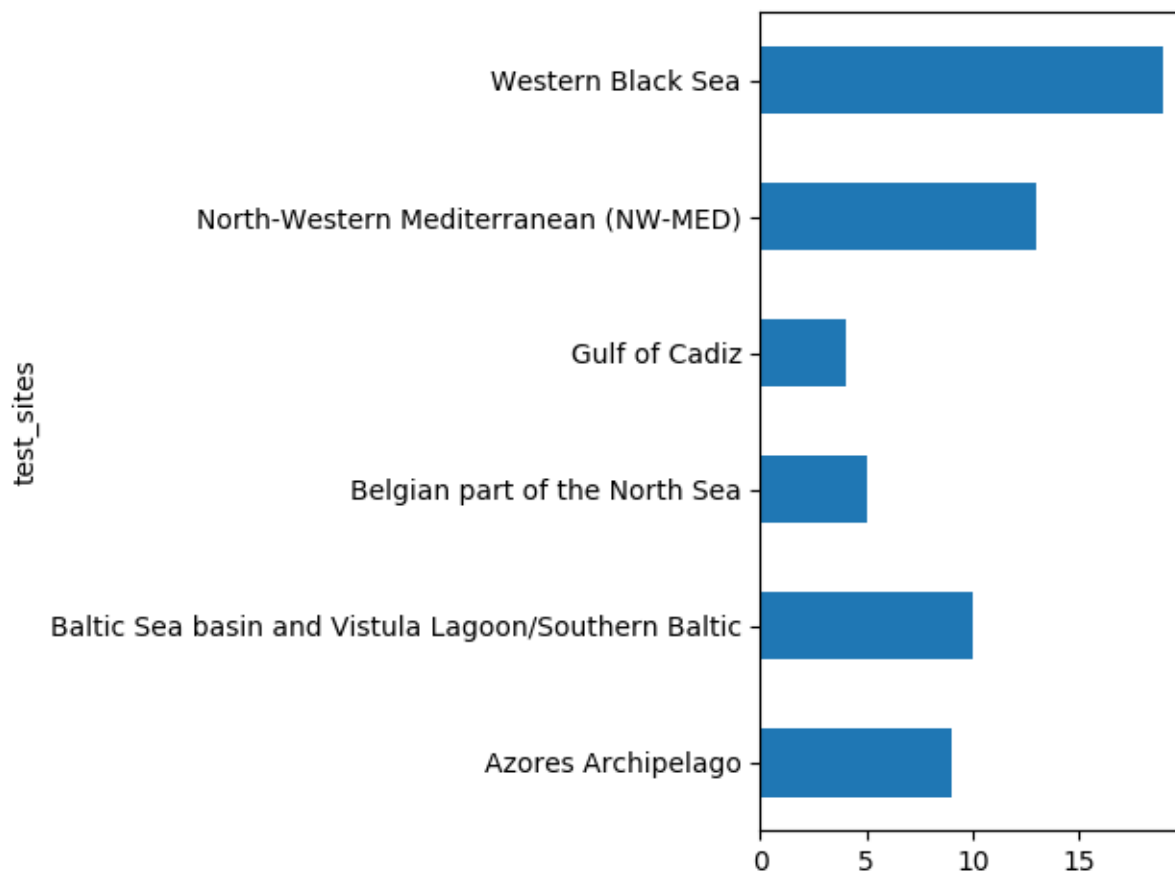 Western Black Sea
North-Western Mediterranean (NW-MED)
Gulf of Cadiz
test_sites
Belgian part of the North Sea
Baltic Sea basin and Vistula Lagoon/Southern Baltic
Azores Archipelago
0 5 10 15